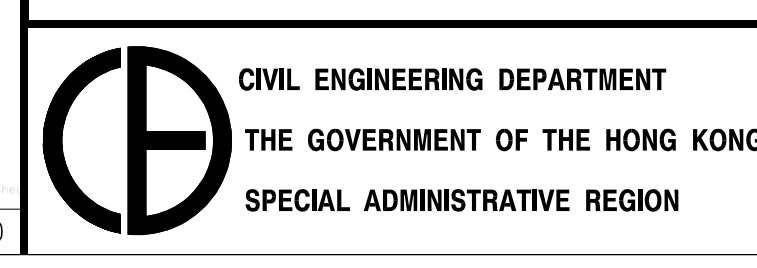 CIVIL ENGINEERING DEPARTMENT
THE GOVERNMENT OF THE HONG KONG
SPECIAL ADMINISTRATIVE REGION